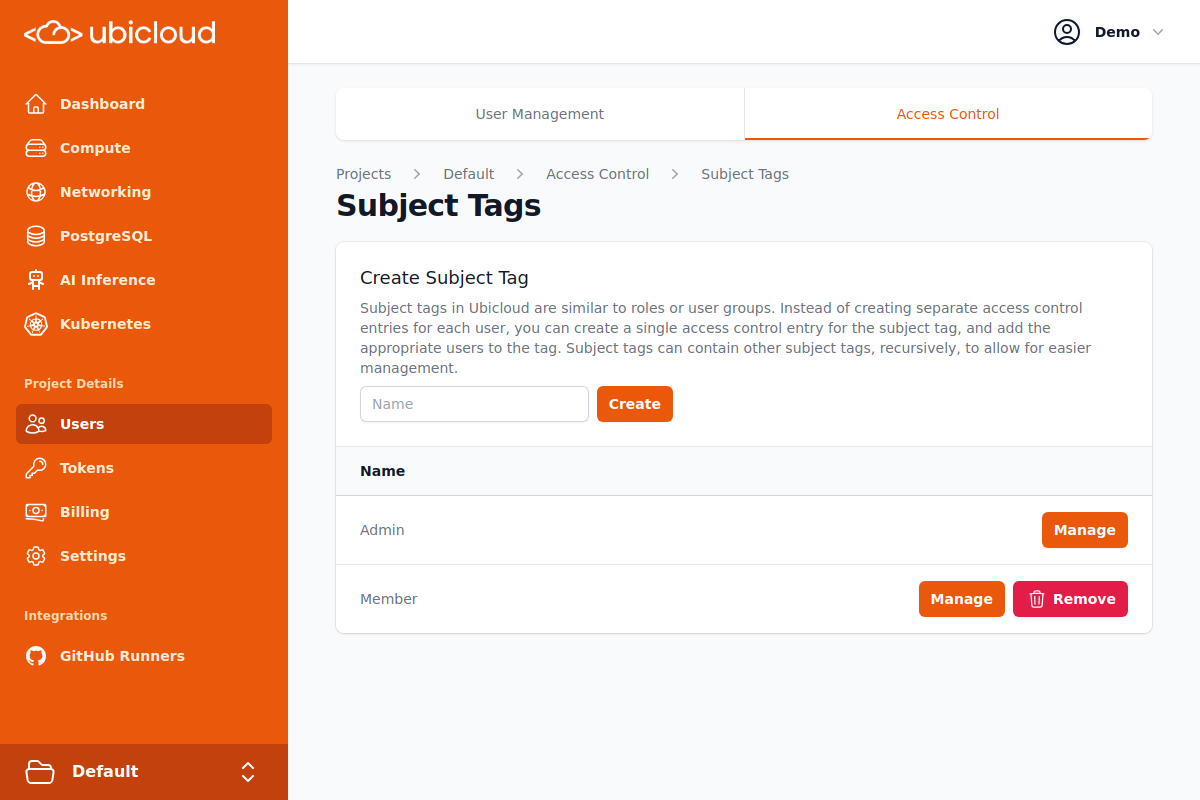 ubicloud
Demo
Dashboard
Compute
Networking
PostgreSQL
AI Inference
Kubernetes
Project Details
Users
Tokens
Billing
Settings
Integrations
GitHub Runners
Default
User Management
Access Control
Projects > Default > Access Control > Subject Tags
Subject Tags
Create Subject Tag
Subject tags in Ubicloud are similar to roles or user groups. Instead of creating separate access control
entries for each user, you can create a single access control entry for the subject tag, and add the
appropriate users to the tag. Subject tags can contain other subject tags, recursively, to allow for easier
management.
Name
Create
Name
Admin
Manage
Member
Manage
Remove